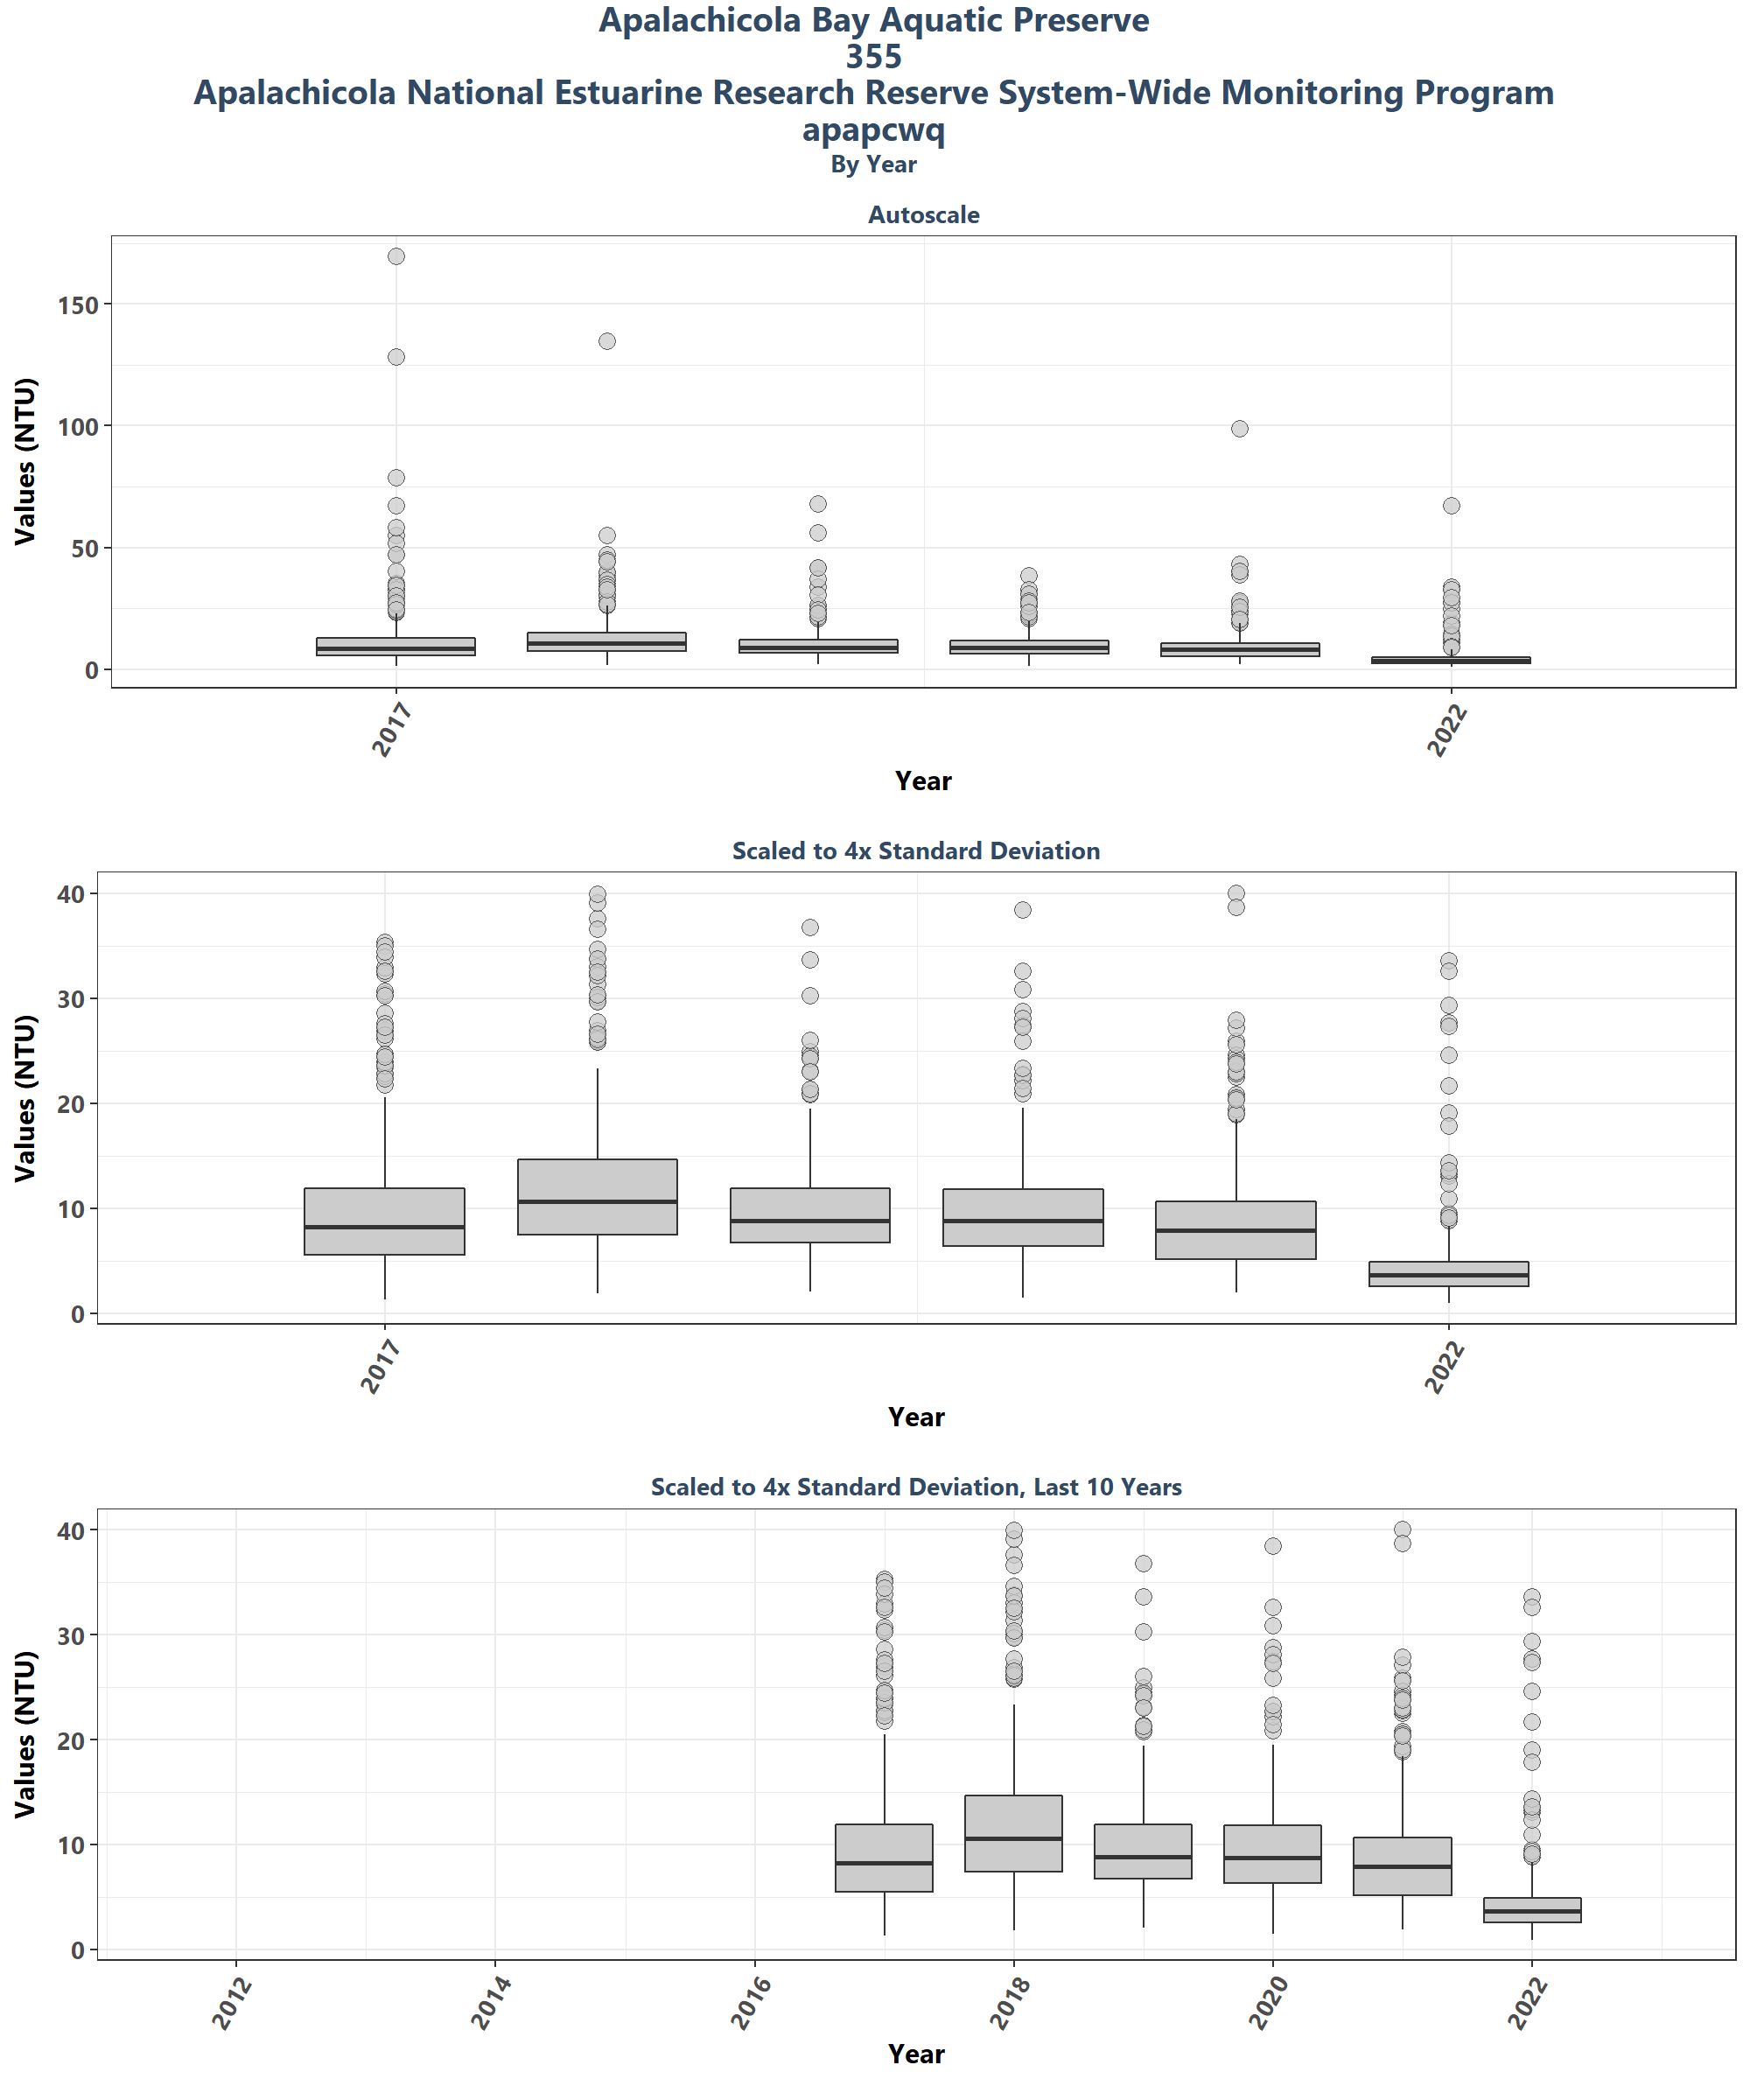 Apalachicola Bay Aquatic Preserve
355
Apalachicola National Estuarine Research Reserve System-Wide Monitoring Program
apapcwq
By Year
Autoscale
Values (NTU)
150
100
50
0
2017
2022
Year
Scaled to 4x Standard Deviation
Values (NTU)
40
30
20
10
0
2017
2022
Year
Scaled to 4x Standard Deviation, Last 10 Years
Values (NTU)
40
30
20
10
0
2012
2014
2016
2018
2020
2022
Year